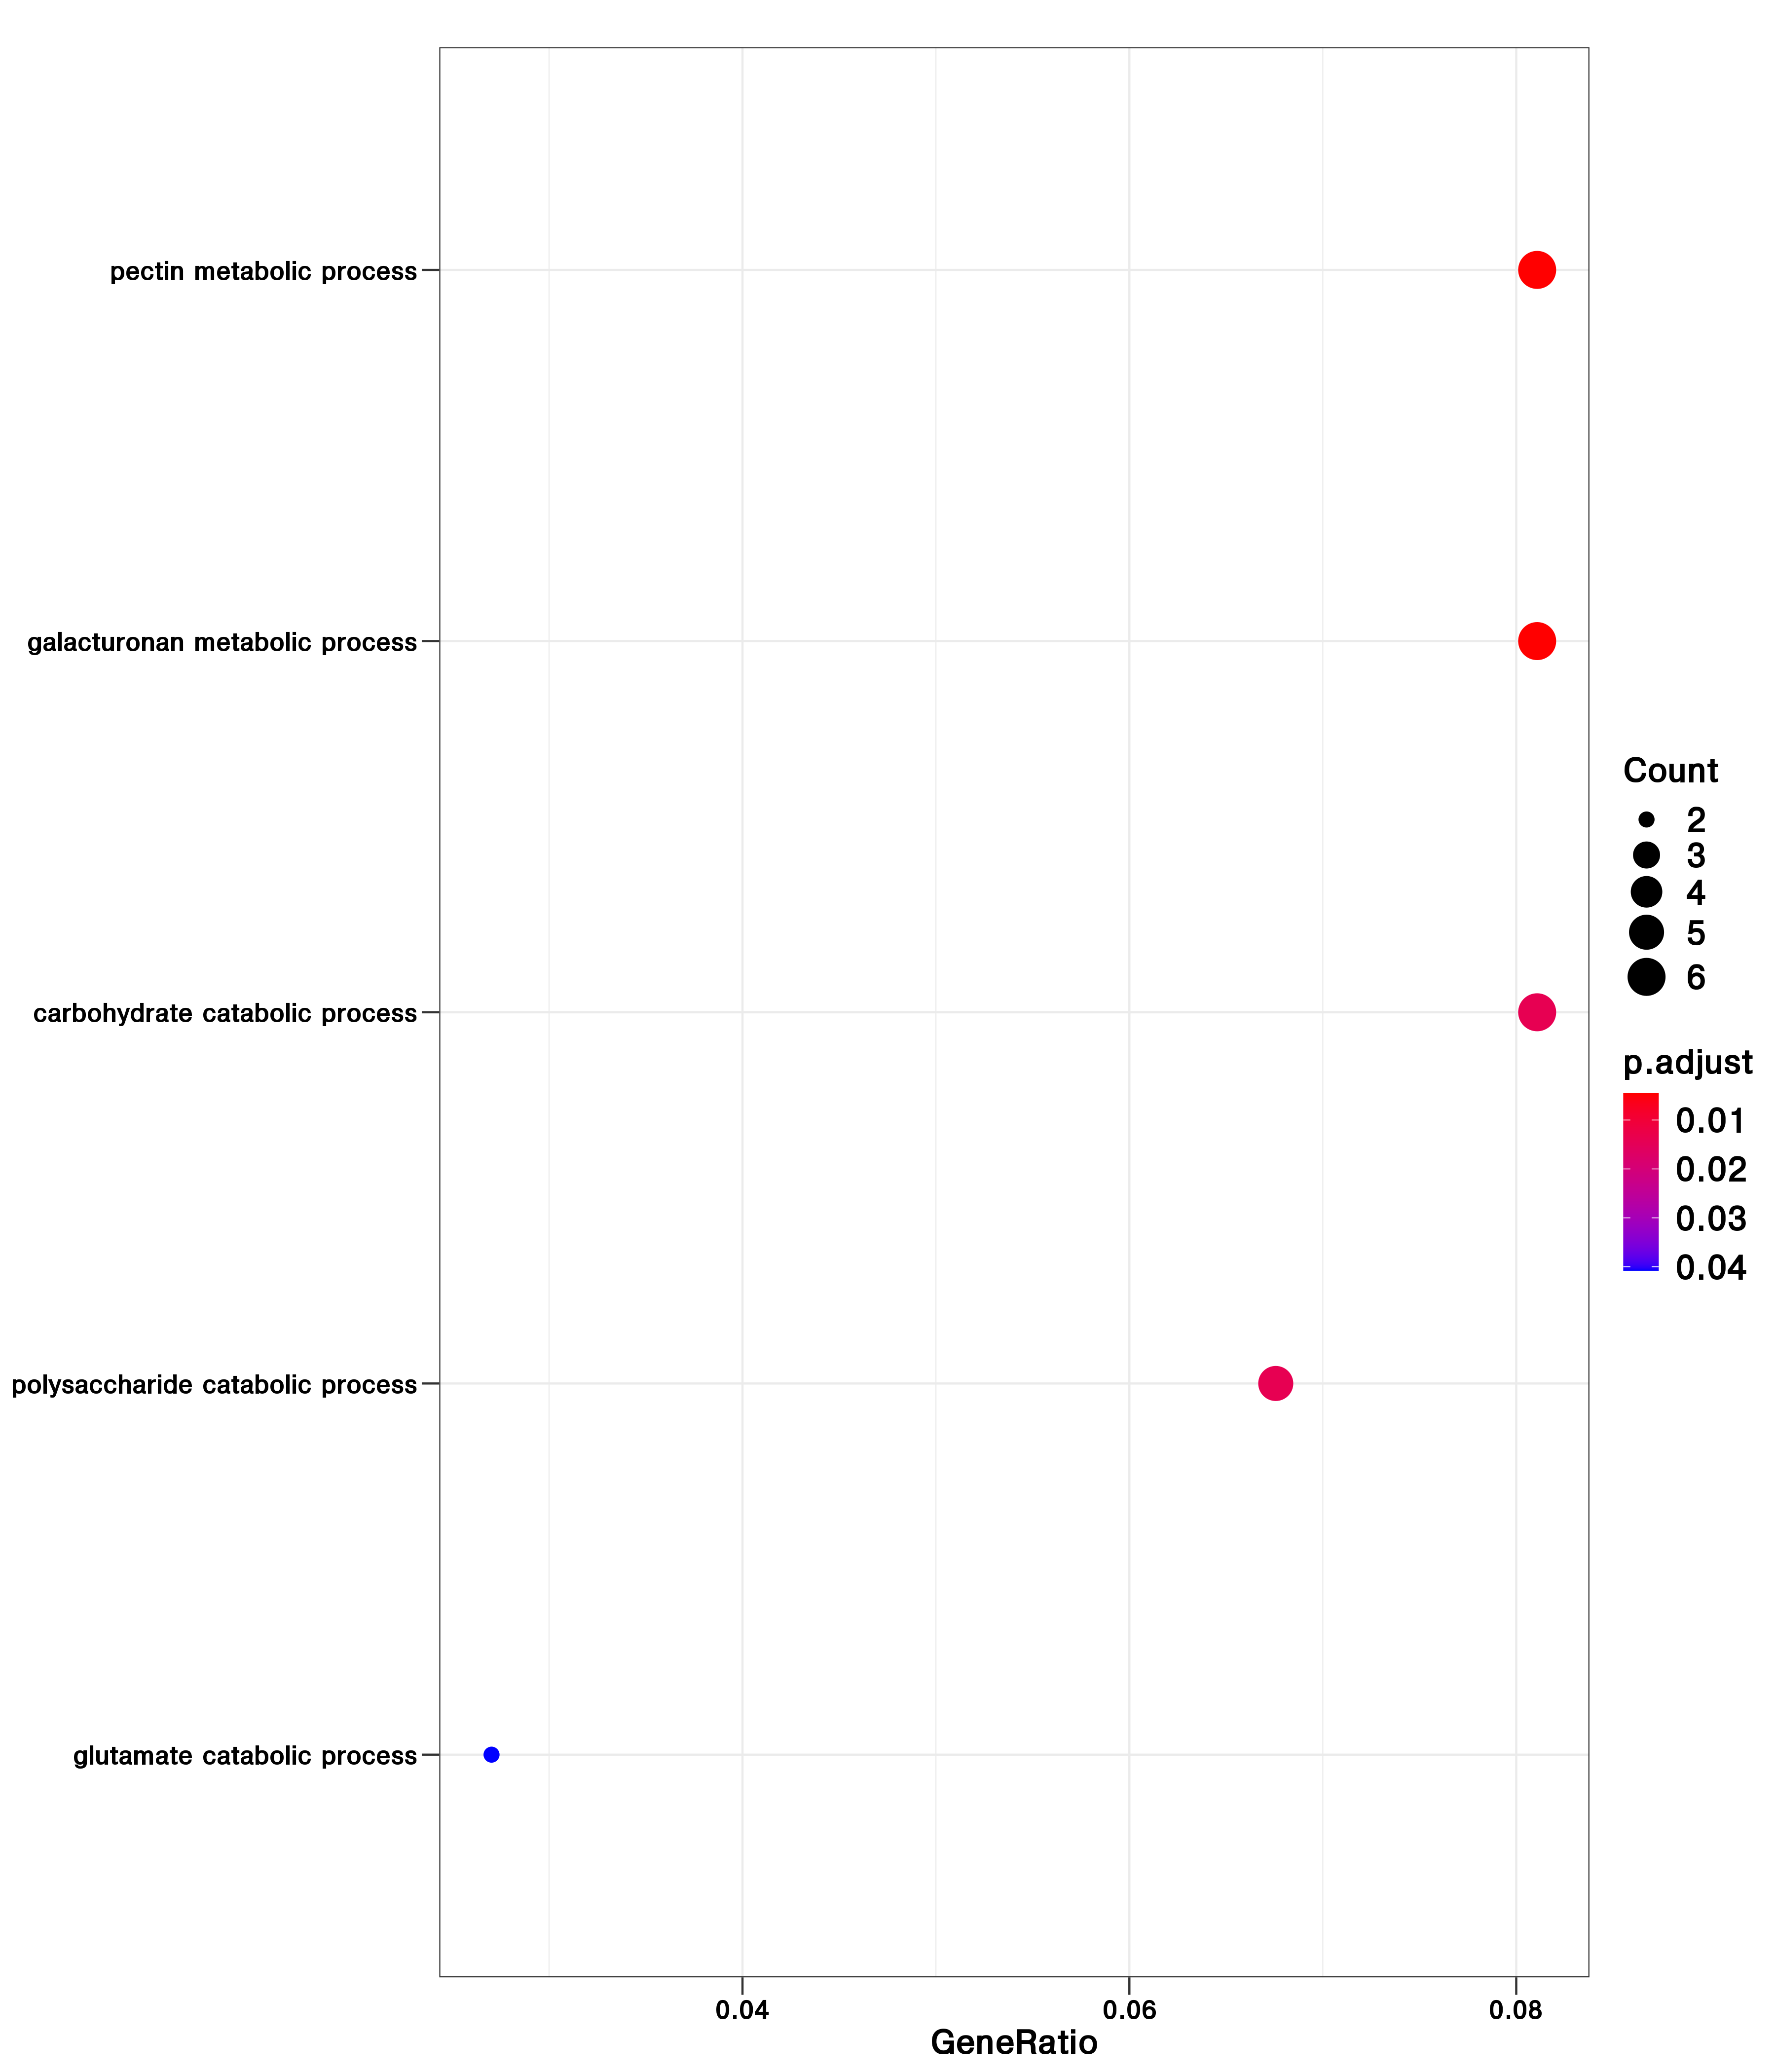 pectin metabolic process
galacturonan metabolic process
carbohydrate catabolic process
polysaccharide catabolic process
glutamate catabolic process
0.04
0.06
0.08
GeneRatio
Count
2
3
4
5
6
p.adjust
0.01
0.02
0.03
0.04